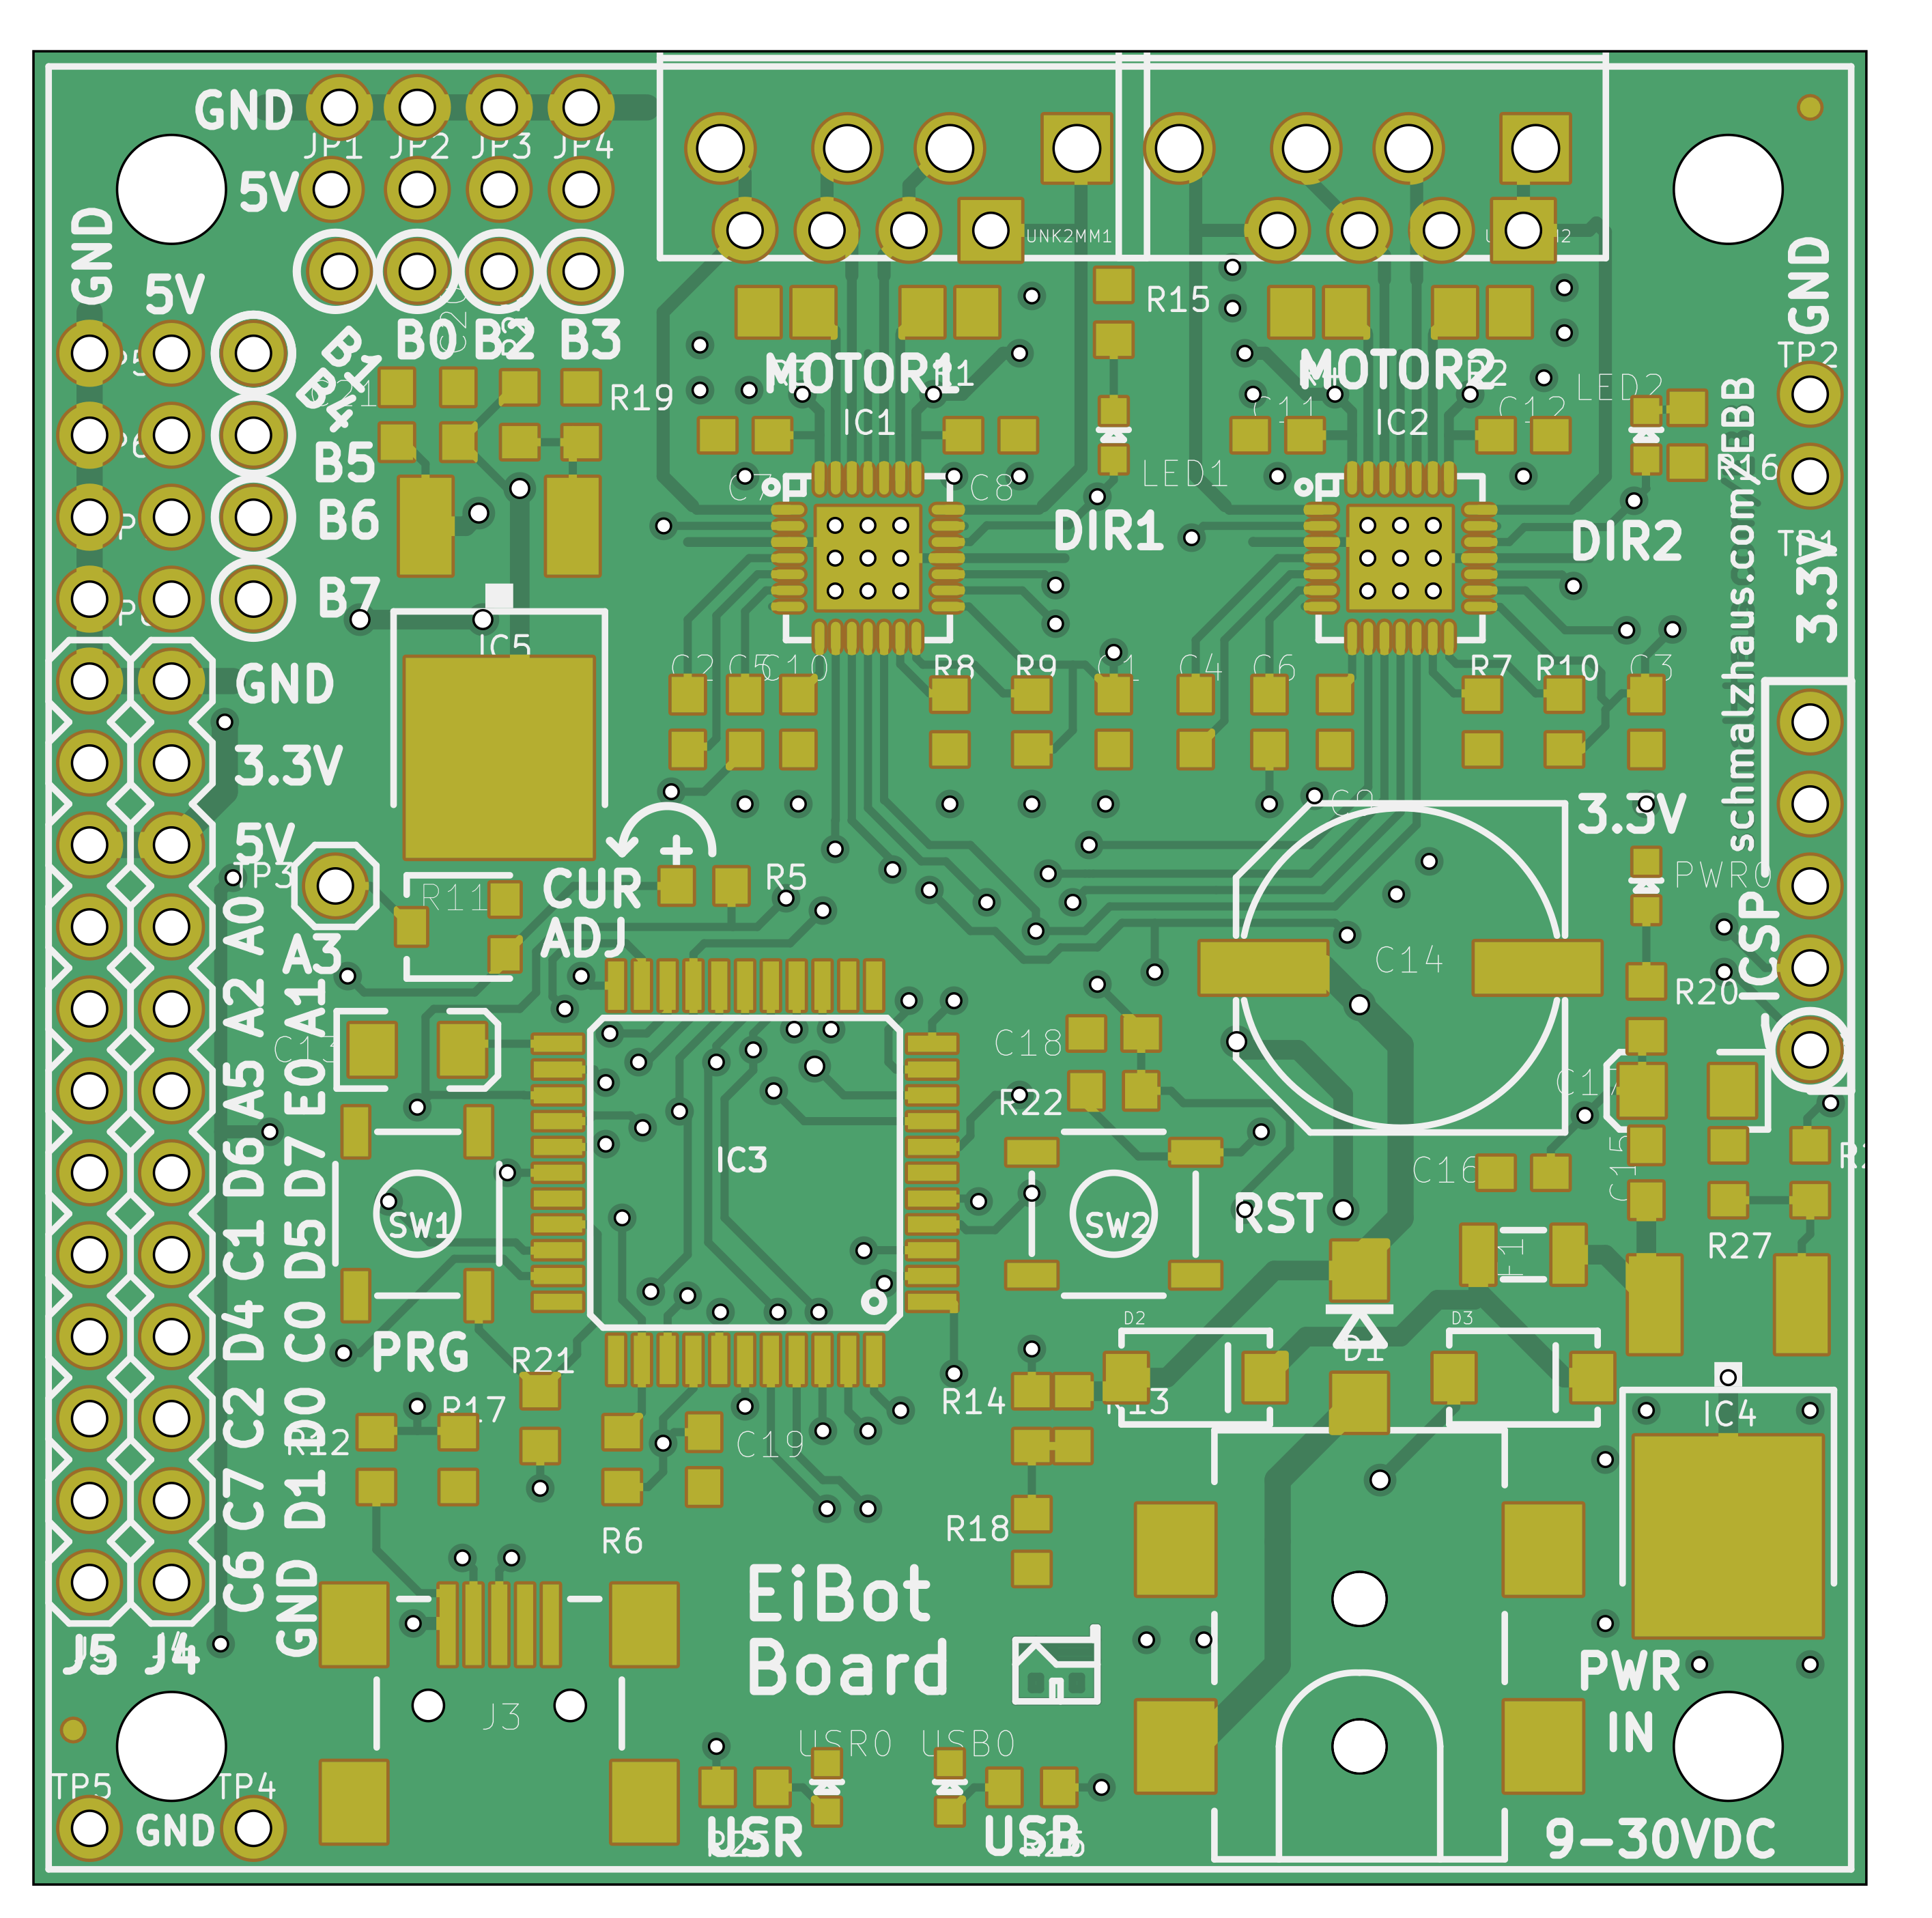 GND
JP1 JP2 JP3 JP4
5V
GND
5V
UNK2MM1
B0 B2 B3
B1
B4
R19
R15
MOTOR1
MOTOR2
IC1
IC2
C11
C12
LED2
R16
TP2
GND
TP1
3.3V
schmalzhaus.com/EBB
B5
B6
B7
C7
C8
LED1
DIR1
DIR2
IC5
C2 C5 C10
R8 R9 C1 C4 C6
R7 R10 C3
GND
3.3V
5V
TP3
R11
CUR
ADJ
R5
3.3V
PWR0
ICSP
C14
R20
A0
A3
A2 A1
A5 E0
D6 D7
C1 D5
D4 C0
C2 D0
C7 D1
C6 GND
C13
C18
R22
IC3
SW1
SW2
RST
C16
C15
R27
PRG
R21
R17
R12
C19
R6
R14
R13
R18
D2
D1
D3
IC4
EiBot
Board
J5 J4
J3
USR0
USB0
PWR
IN
TP5 TP4
GND
USR
USB
9-30VDC